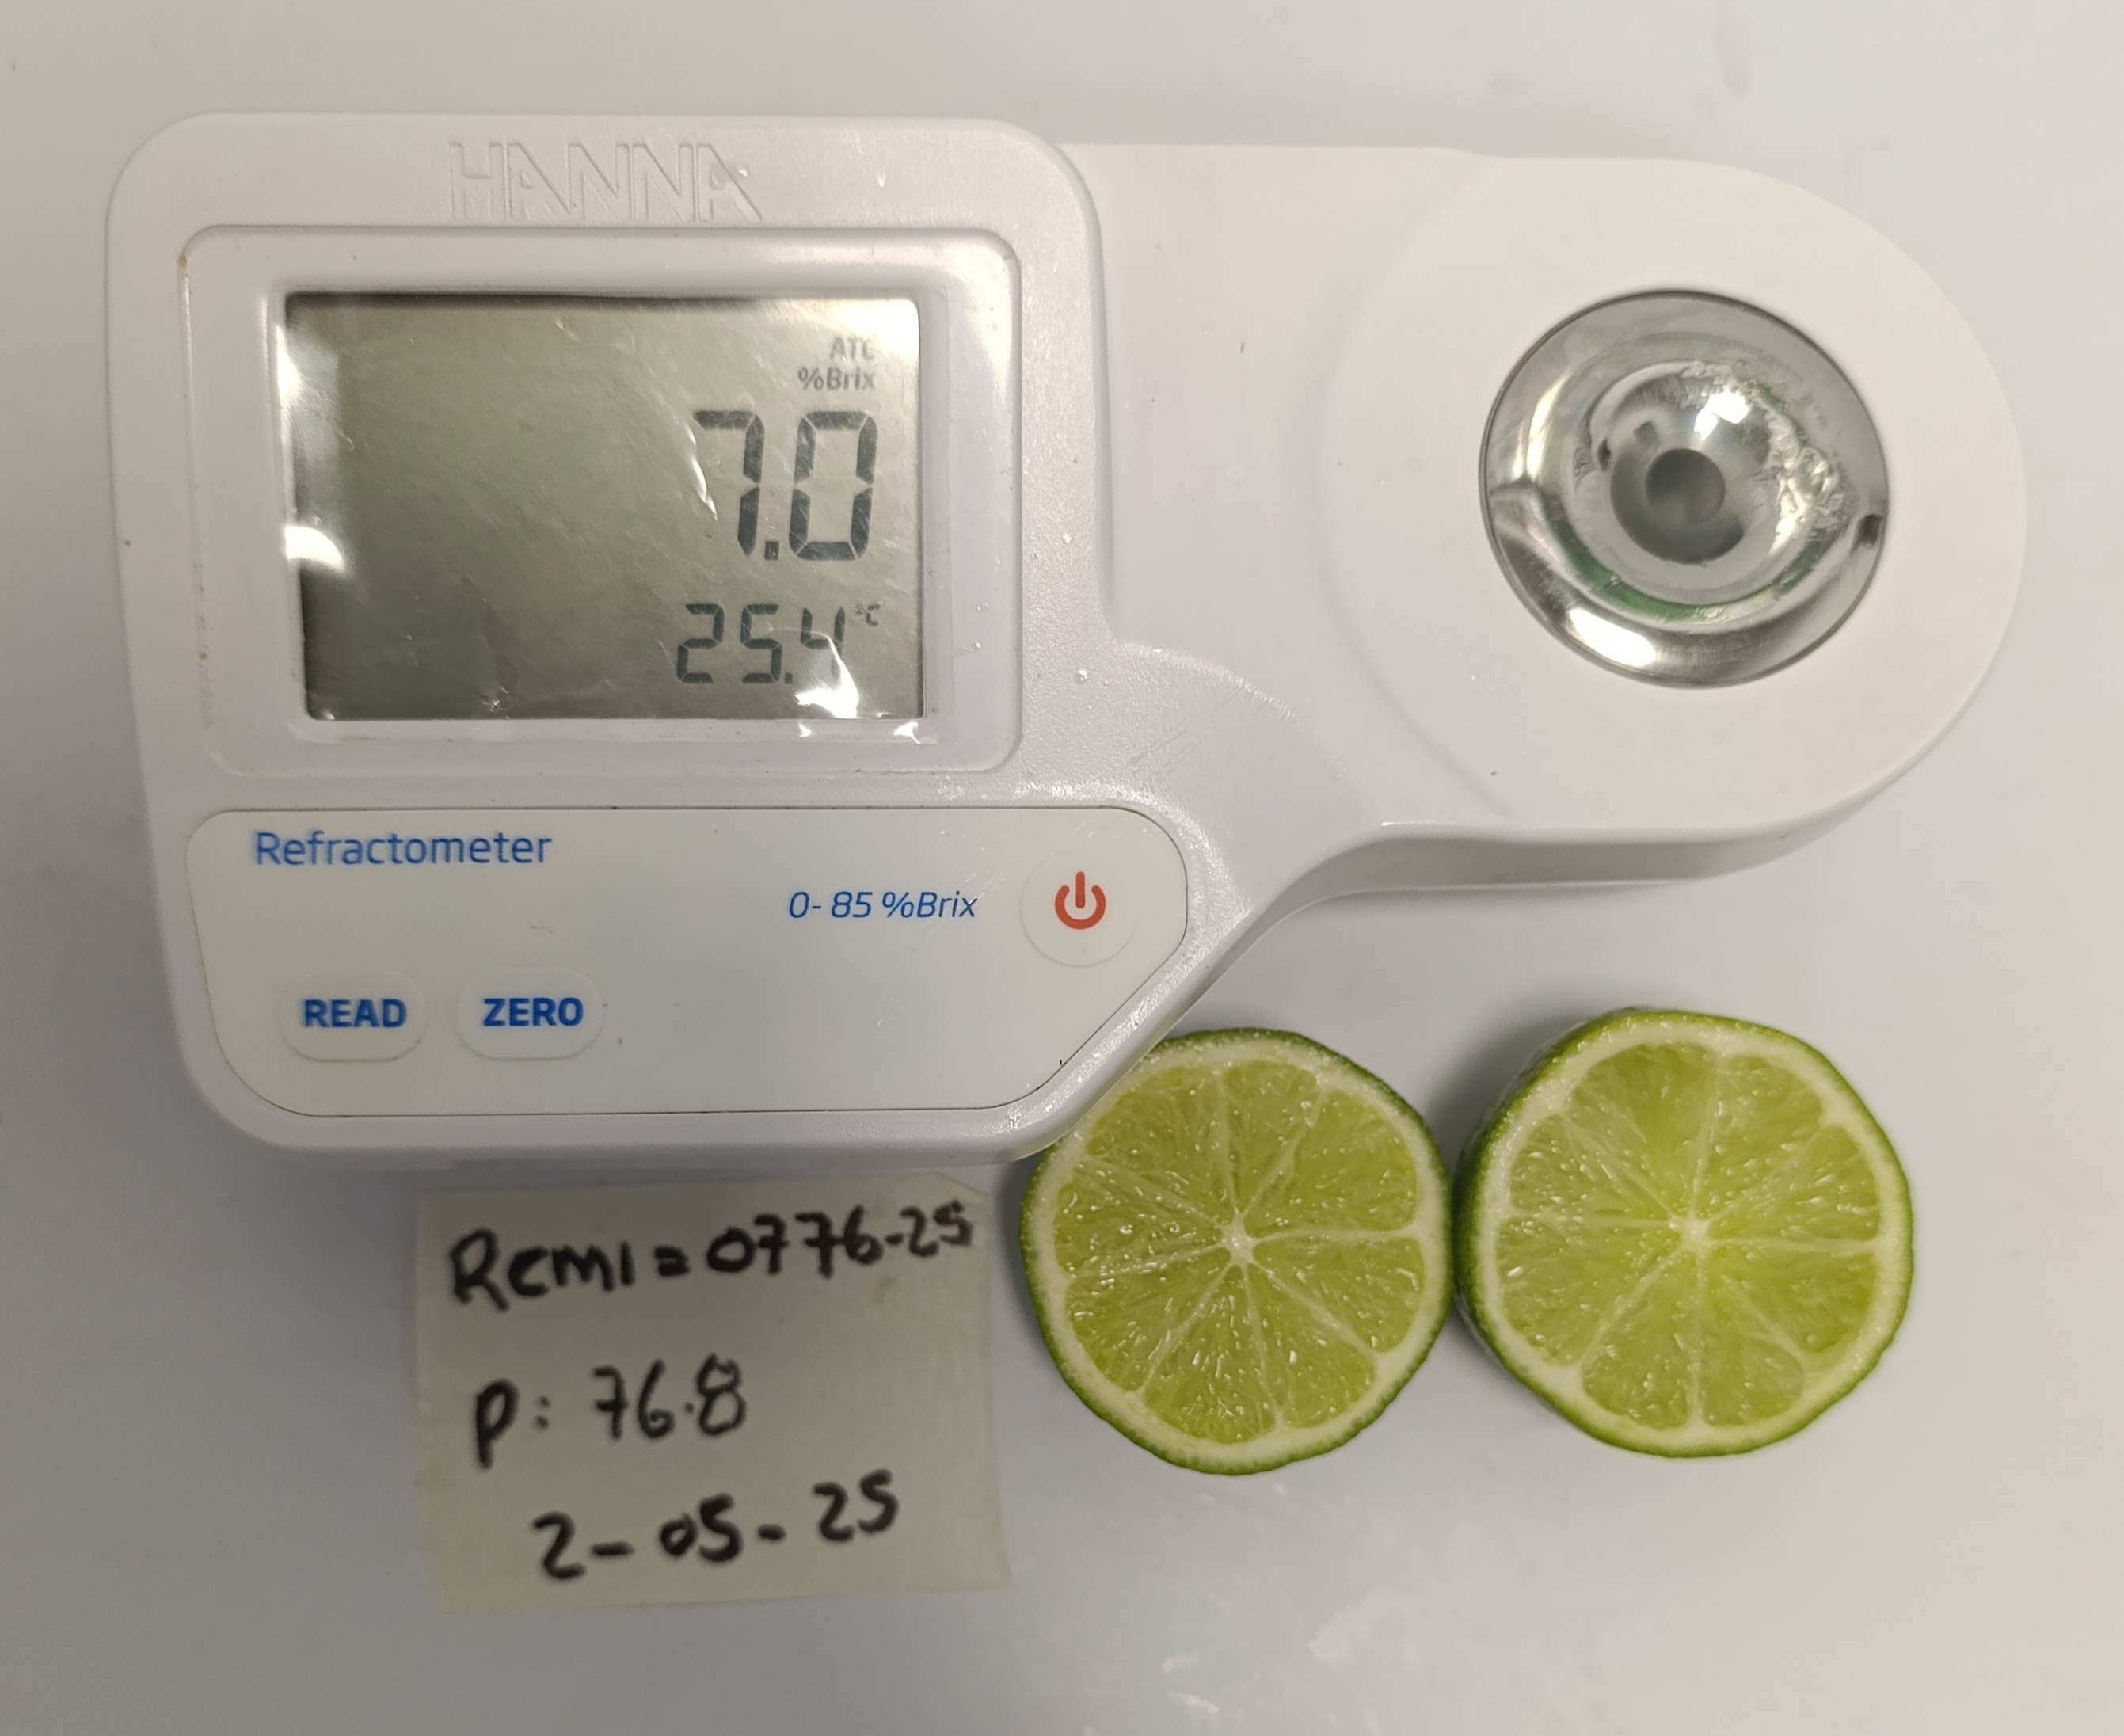 HANNA
ATC
%Brix
7.0
25.4°C
Refractometer
0-85 %Brix
READ ZERO
Remi=0776-25
P: 76.8
2-05-25